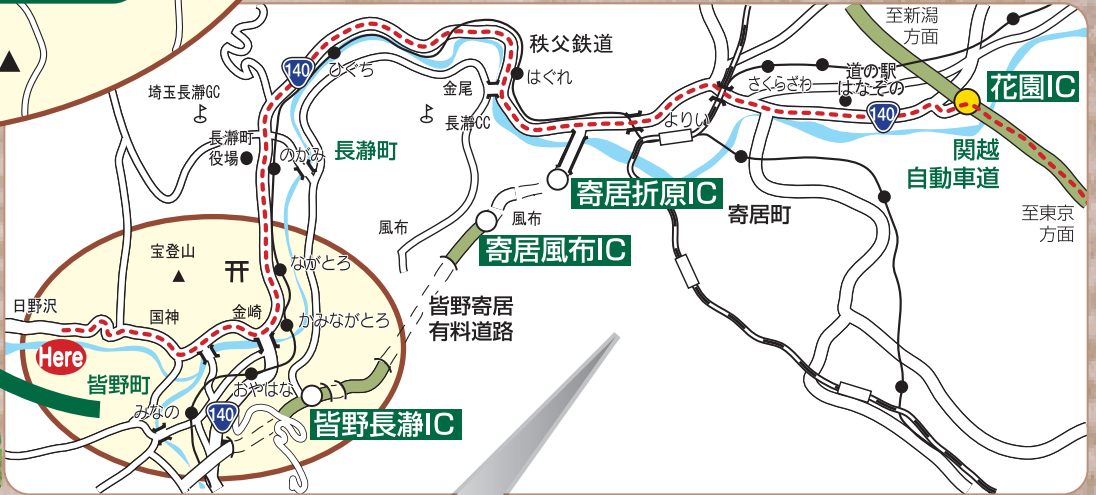 至新潟
方面
秩父鉄道
140
ひぐち
はぐれ
金尾
埼玉長瀞GC
長瀞CC
さくらざわ
道の駅
はなぞの
花園IC
140
よりい
長瀞町
役場
のがみ
長瀞町
関越
自動車道
寄居折原IC
寄居町
至東京
方面
風布
風布
寄居風布IC
宝登山
ながとろ
皆野寄居
有料道路
日野沢
国神
金崎
かみながとろ
Here
皆野町
おやはな
みなの
140
皆野長瀞IC